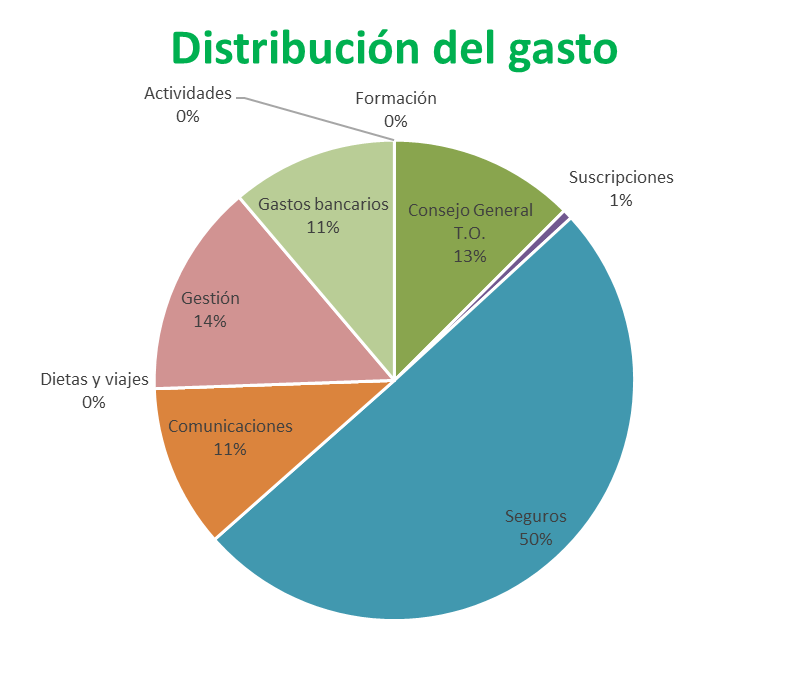 Distribución del gasto
Actividades
0%
Formación
0%
Suscripciones
1%
Gastos bancarios
11%
Consejo General
T.O.
13%
Gestión
14%
Dietas y viajes
0%
Comunicaciones
11%
Seguros
50%